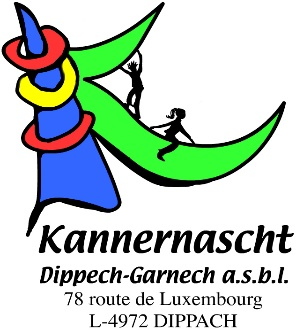 Kannernascht
Dippech-Garnech a.s.b.l.
78 route de Luxembourg
L-4972 DIPPACH